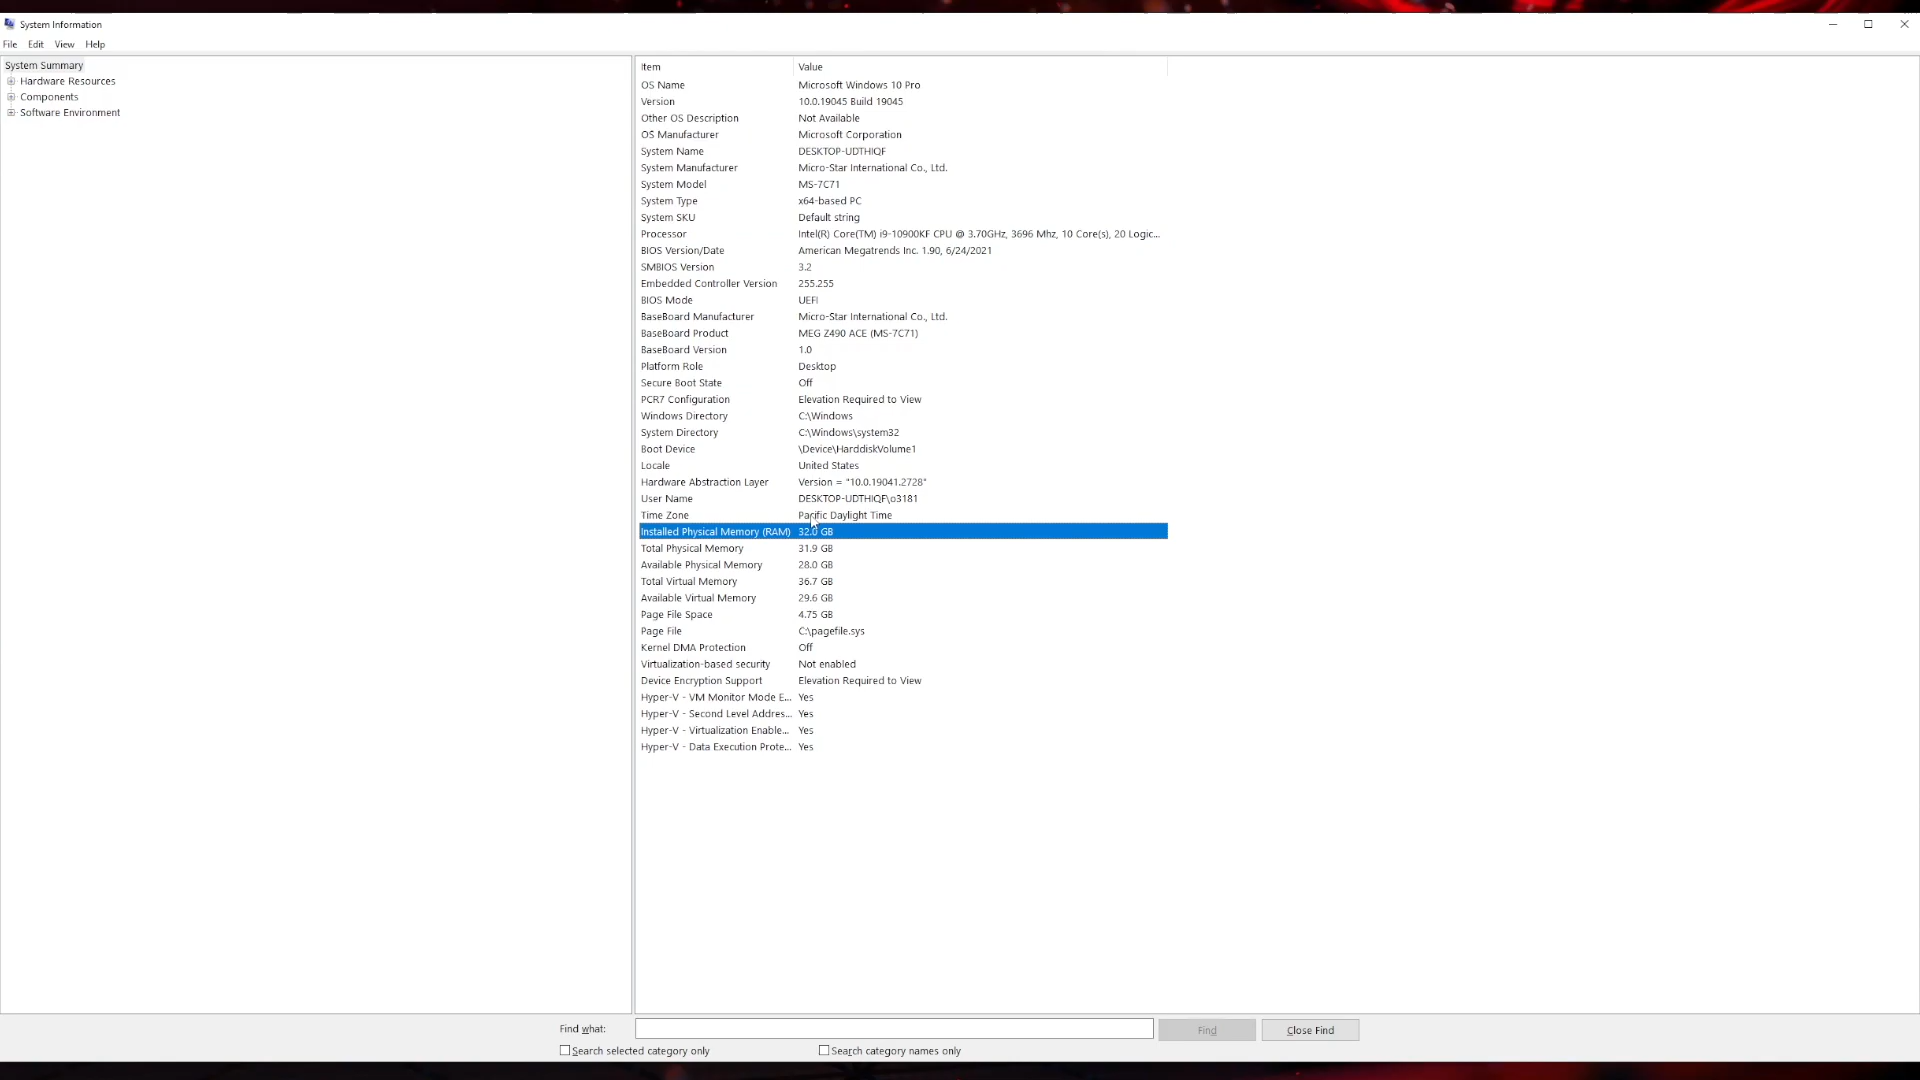 System Information
File Edit View Help
System Summary
Hardware Resources
Components
Software Environment
Item Value
OS Name Microsoft Windows 10 Pro
Version 10.0.19045 Build 19045
Other OS Description Not Available
OS Manufacturer Microsoft Corporation
System Name DESKTOP-UDTHIQF
System Manufacturer Micro-Star International Co., Ltd.
System Model MS-7C71
System Type x64-based PC
System SKU Default string
Processor Intel(R) Core(TM) i9-10900KF CPU @ 3.70GHz, 3696 Mhz, 10 Core(s), 20 Logic...
BIOS Version/Date American Megatrends Inc. 1.90, 6/24/2021
SMBIOS Version 3.2
Embedded Controller Version 255.255
BIOS Mode UEFI
BaseBoard Manufacturer Micro-Star International Co., Ltd.
BaseBoard Product MEG Z490 ACE (MS-7C71)
BaseBoard Version 1.0
Platform Role Desktop
Secure Boot State Off
PCR7 Configuration Elevation Required to View
Windows Directory C:\Windows
System Directory C:\Windows\system32
Boot Device \Device\HarddiskVolume1
Locale United States
Hardware Abstraction Layer Version = "10.0.19041.2728"
User Name DESKTOP-UDTHIQF\o3181
Time Zone Pacific Daylight Time
Installed Physical Memory (RAM) 32.0 GB
Total Physical Memory 31.9 GB
Available Physical Memory 28.0 GB
Total Virtual Memory 36.7 GB
Available Virtual Memory 29.6 GB
Page File Space 4.75 GB
Page File C:\pagefile.sys
Kernel DMA Protection Off
Virtualization-based security Not enabled
Device Encryption Support Elevation Required to View
Hyper-V - VM Monitor Mode E... Yes
Hyper-V - Second Level Addres... Yes
Hyper-V - Virtualization Enable... Yes
Hyper-V - Data Execution Prote... Yes
Find what: Find Close Find
Search selected category only Search category names only